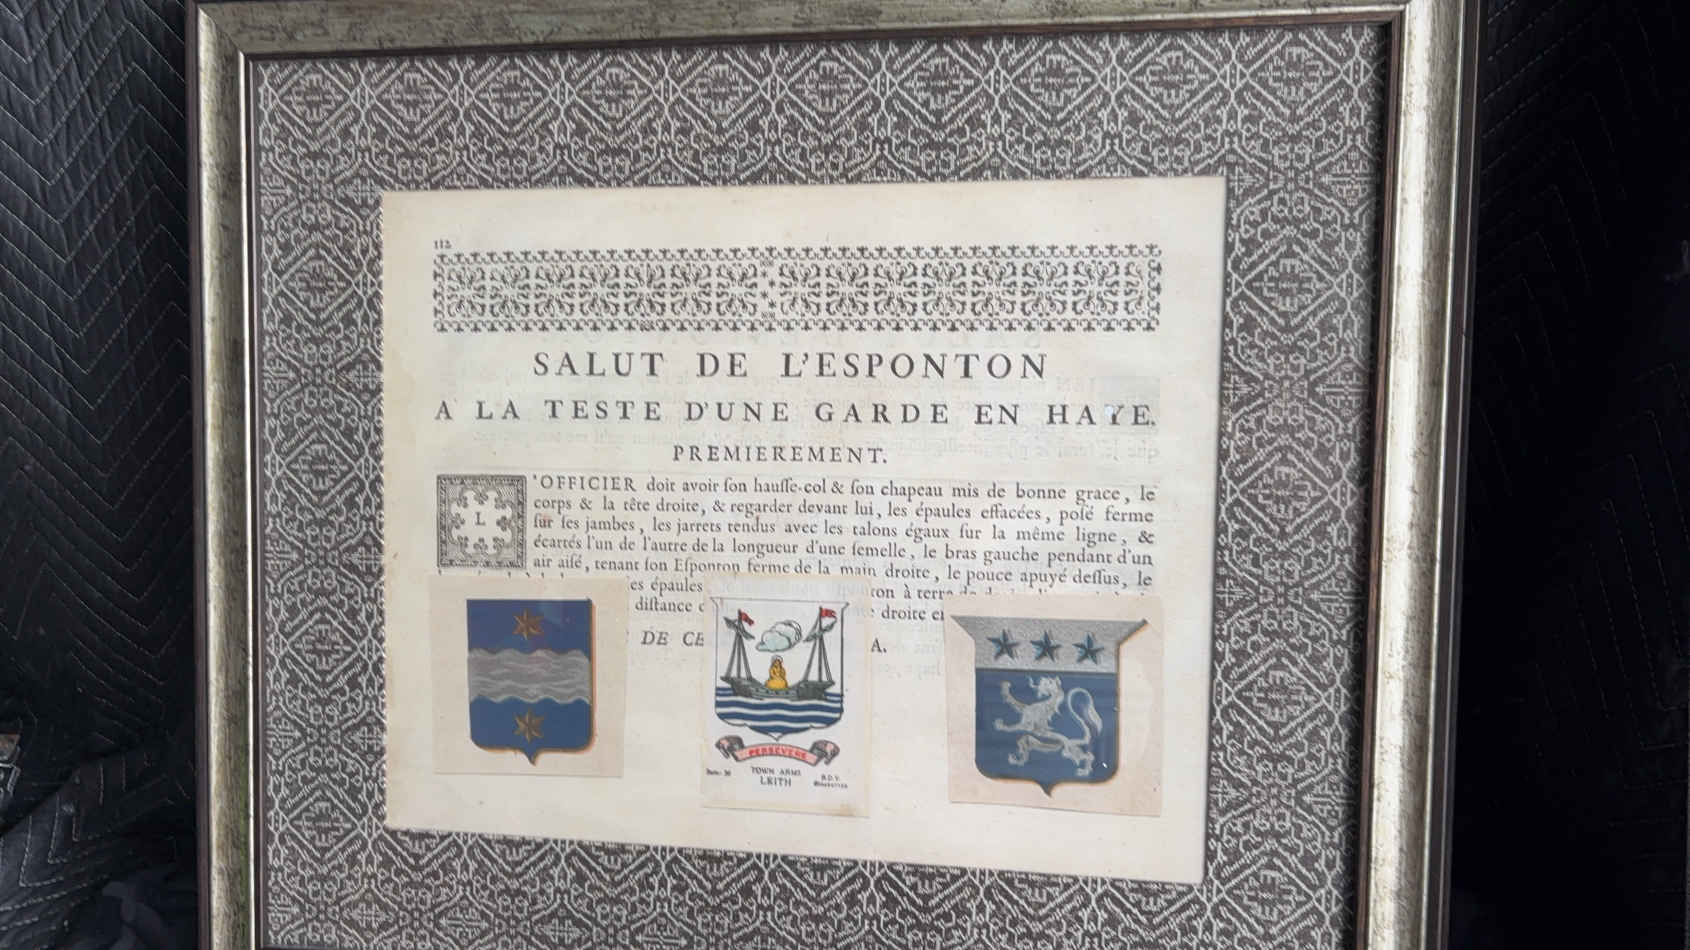 112
SALUT DE L'ESPONTON
A LA TESTE D'UNE GARDE EN HAYE.
PREMIEREMENT.
L'OFFICIER doit avoir ſon hauſſe-col & ſon chapeau mis de bonne grace, le
corps & la tête droite, & regarder devant lui, les épaules effacées, poſé ferme
ſur ſes jambes, les jarrets tendus avec les talons égaux ſur la même ligne, &
écartés l'un de l'autre de la longueur d'une ſemelle, le bras gauche pendant d'un
air aiſé, tenant ſon Eſponton ferme de la main droite, le pouce apuyé deſſus, le
es épaules ton à terre
diſtance droite
DE CE A.
PERSEVERE
TOWN ARMS
LEITH